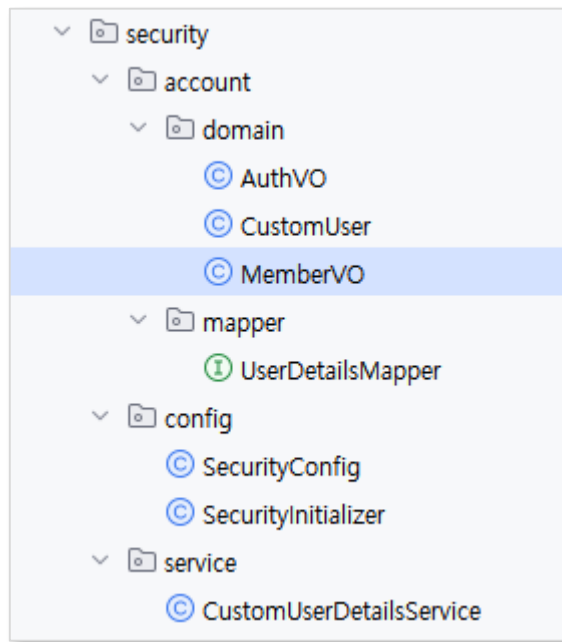 security
account
domain
AuthVO
CustomUser
MemberVO
mapper
UserDetailsMapper
config
SecurityConfig
SecurityInitializer
service
CustomUserDetailsService